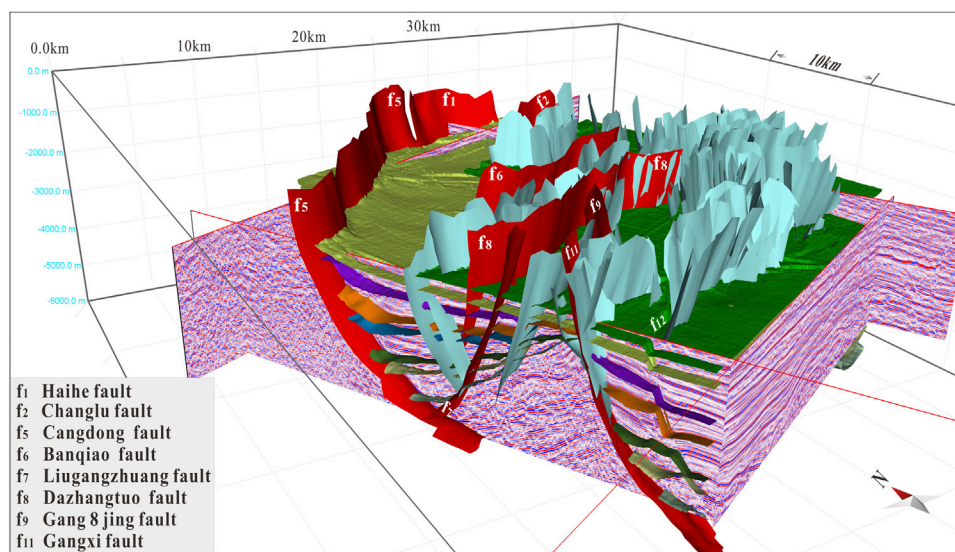 0.0km
10km
20km
30km
10km
0.0 m
-1000.0 m
-2000.0 m
-3000.0 m
-4000.0 m
-5000.0 m
-6000.0 m
f5
f1
f2
f6
f8
f5
f9
f8
f11
f12
f7
N
f1 Haihe fault
f2 Changlu fault
f5 Cangdong fault
f6 Banqiao fault
f7 Liugangzhuang fault
f8 Dazhangtuo fault
f9 Gang 8 jing fault
f11 Gangxi fault